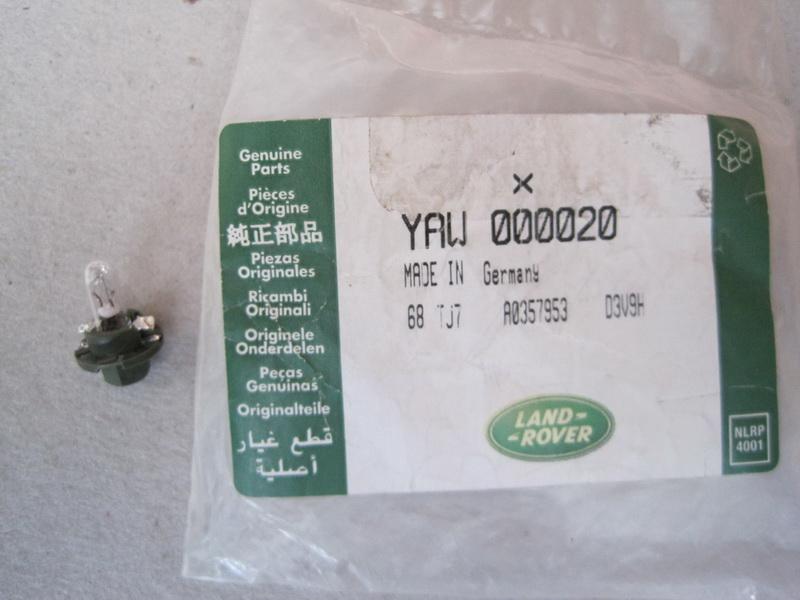 Genuine
Parts
Pièces
d'Origine
純正部品
Piezas
Originales
Ricambi
Originali
Originele
Onderdelen
Peças
Genuinas
Originalteile
قطع غيار
أصلية
X
YAW 000020
MADE IN Germany
68 TJ7 A0357953 D3V9H
LAND-
-ROVER
NLRP
4001